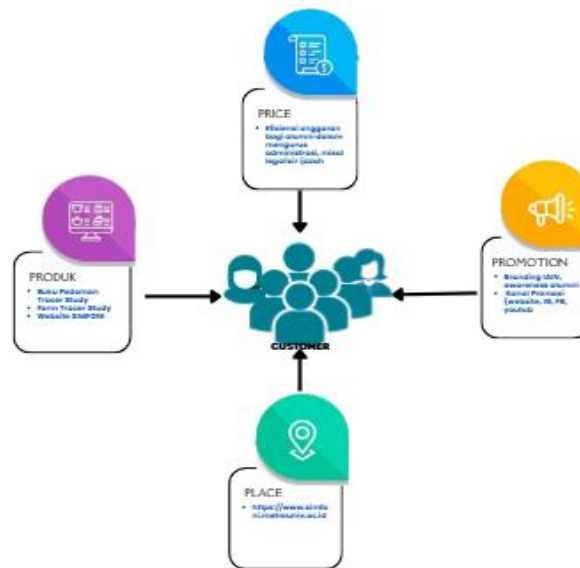 PRICE
Efisiensi anggaran
bagi alumni dalam
mengurus
administrasi, misal
legalisir ijazah
PRODUK
Buku Pedoman
Tracer Study
Form Tracer Study
Website SIMFONI
PROMOTION
Branding IAIN,
awareness alumni
Kanal Promosi
(website, IG, FB,
youtub
CUSTOMER
PLACE
https://www.simfo
ni.metrouniv.ac.id